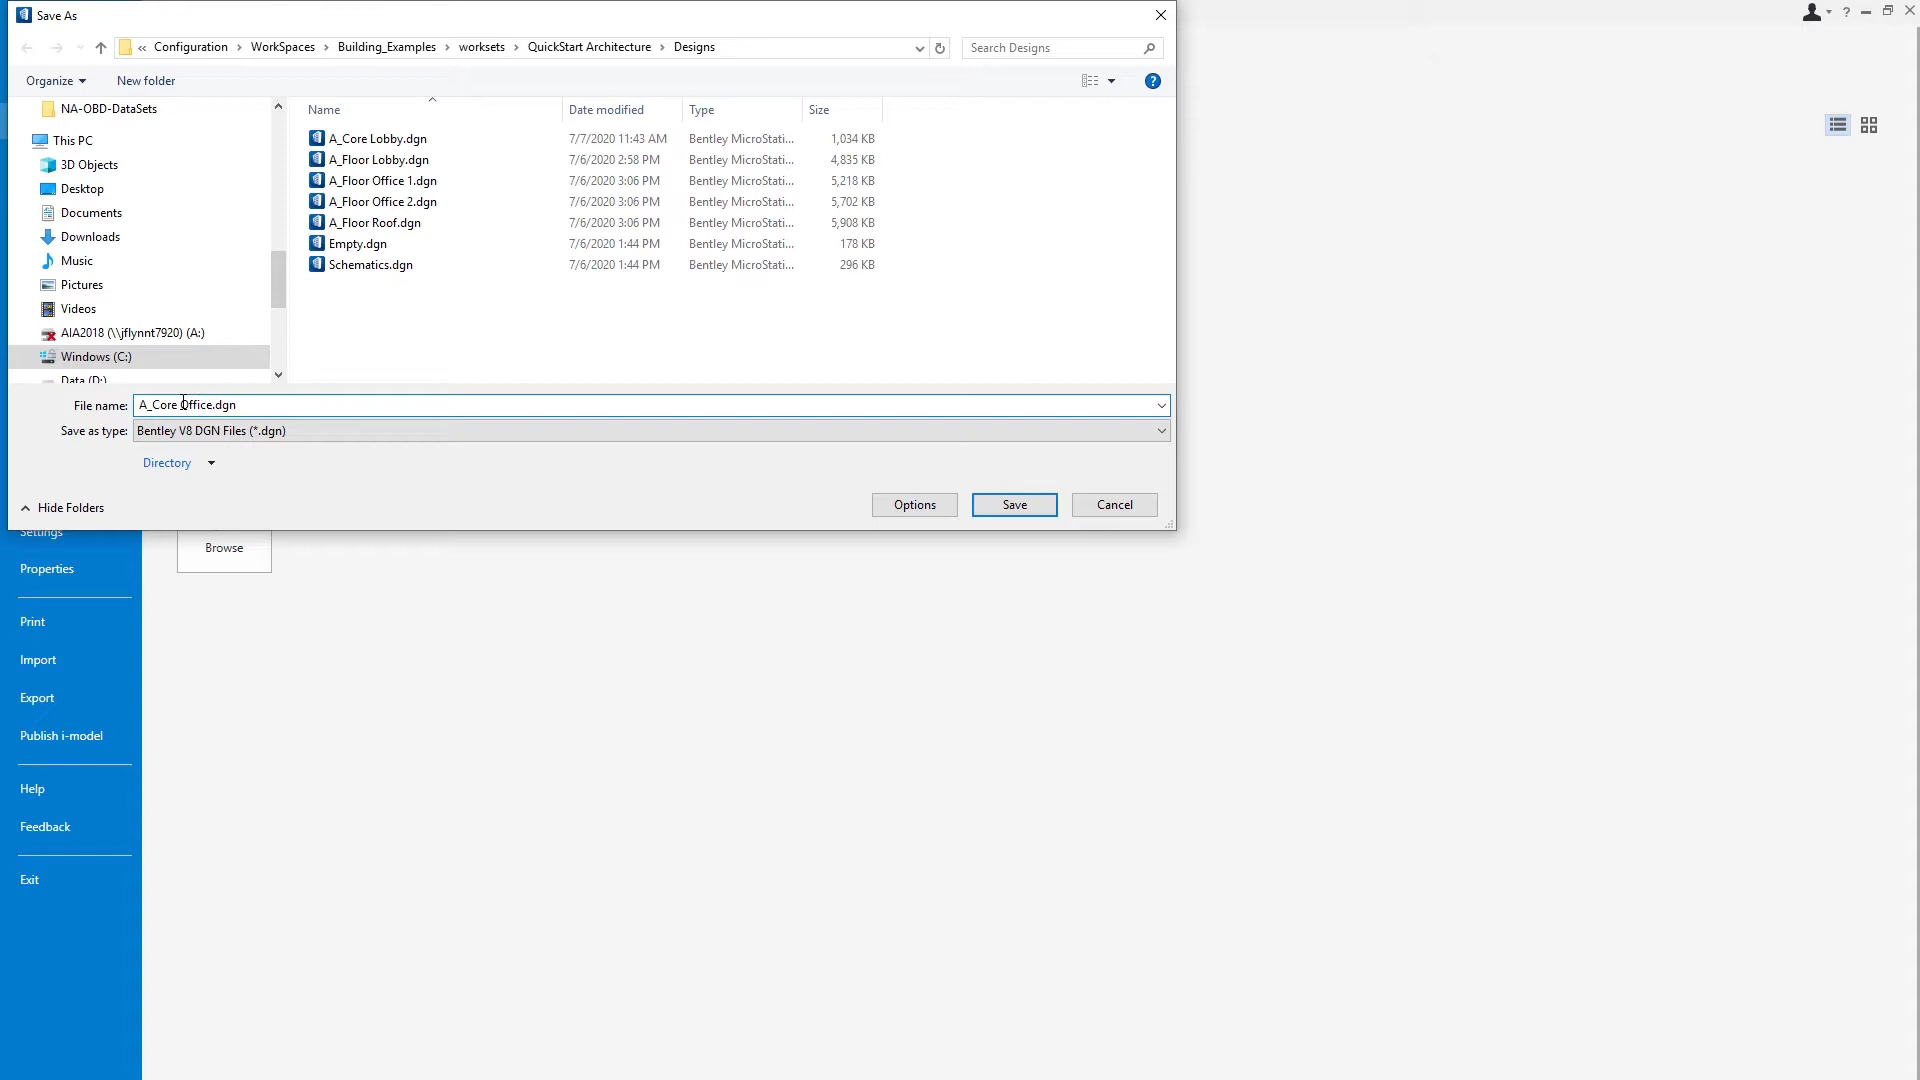 Save As
« Configuration > WorkSpaces > Building_Examples > worksets > QuickStart Architecture > Designs
Search Designs
Organize
New folder
NA-OBD-DataSets
This PC
3D Objects
Desktop
Documents
Downloads
Music
Pictures
Videos
AIA2018 (\\jflynnt7920) (A:)
Windows (C:)
Data (D:)
Name Date modified Type Size
A_Core Lobby.dgn 7/7/2020 11:43 AM Bentley MicroStati... 1,034 KB
A_Floor Lobby.dgn 7/6/2020 2:58 PM Bentley MicroStati... 4,835 KB
A_Floor Office 1.dgn 7/6/2020 3:06 PM Bentley MicroStati... 5,218 KB
A_Floor Office 2.dgn 7/6/2020 3:06 PM Bentley MicroStati... 5,702 KB
A_Floor Roof.dgn 7/6/2020 3:06 PM Bentley MicroStati... 5,908 KB
Empty.dgn 7/6/2020 1:44 PM Bentley MicroStati... 178 KB
Schematics.dgn 7/6/2020 1:44 PM Bentley MicroStati... 296 KB
File name: A_Core Office.dgn
Save as type: Bentley V8 DGN Files (*.dgn)
Directory
Hide Folders
Options
Save
Cancel
Settings
Browse
Properties
Print
Import
Export
Publish i-model
Help
Feedback
Exit